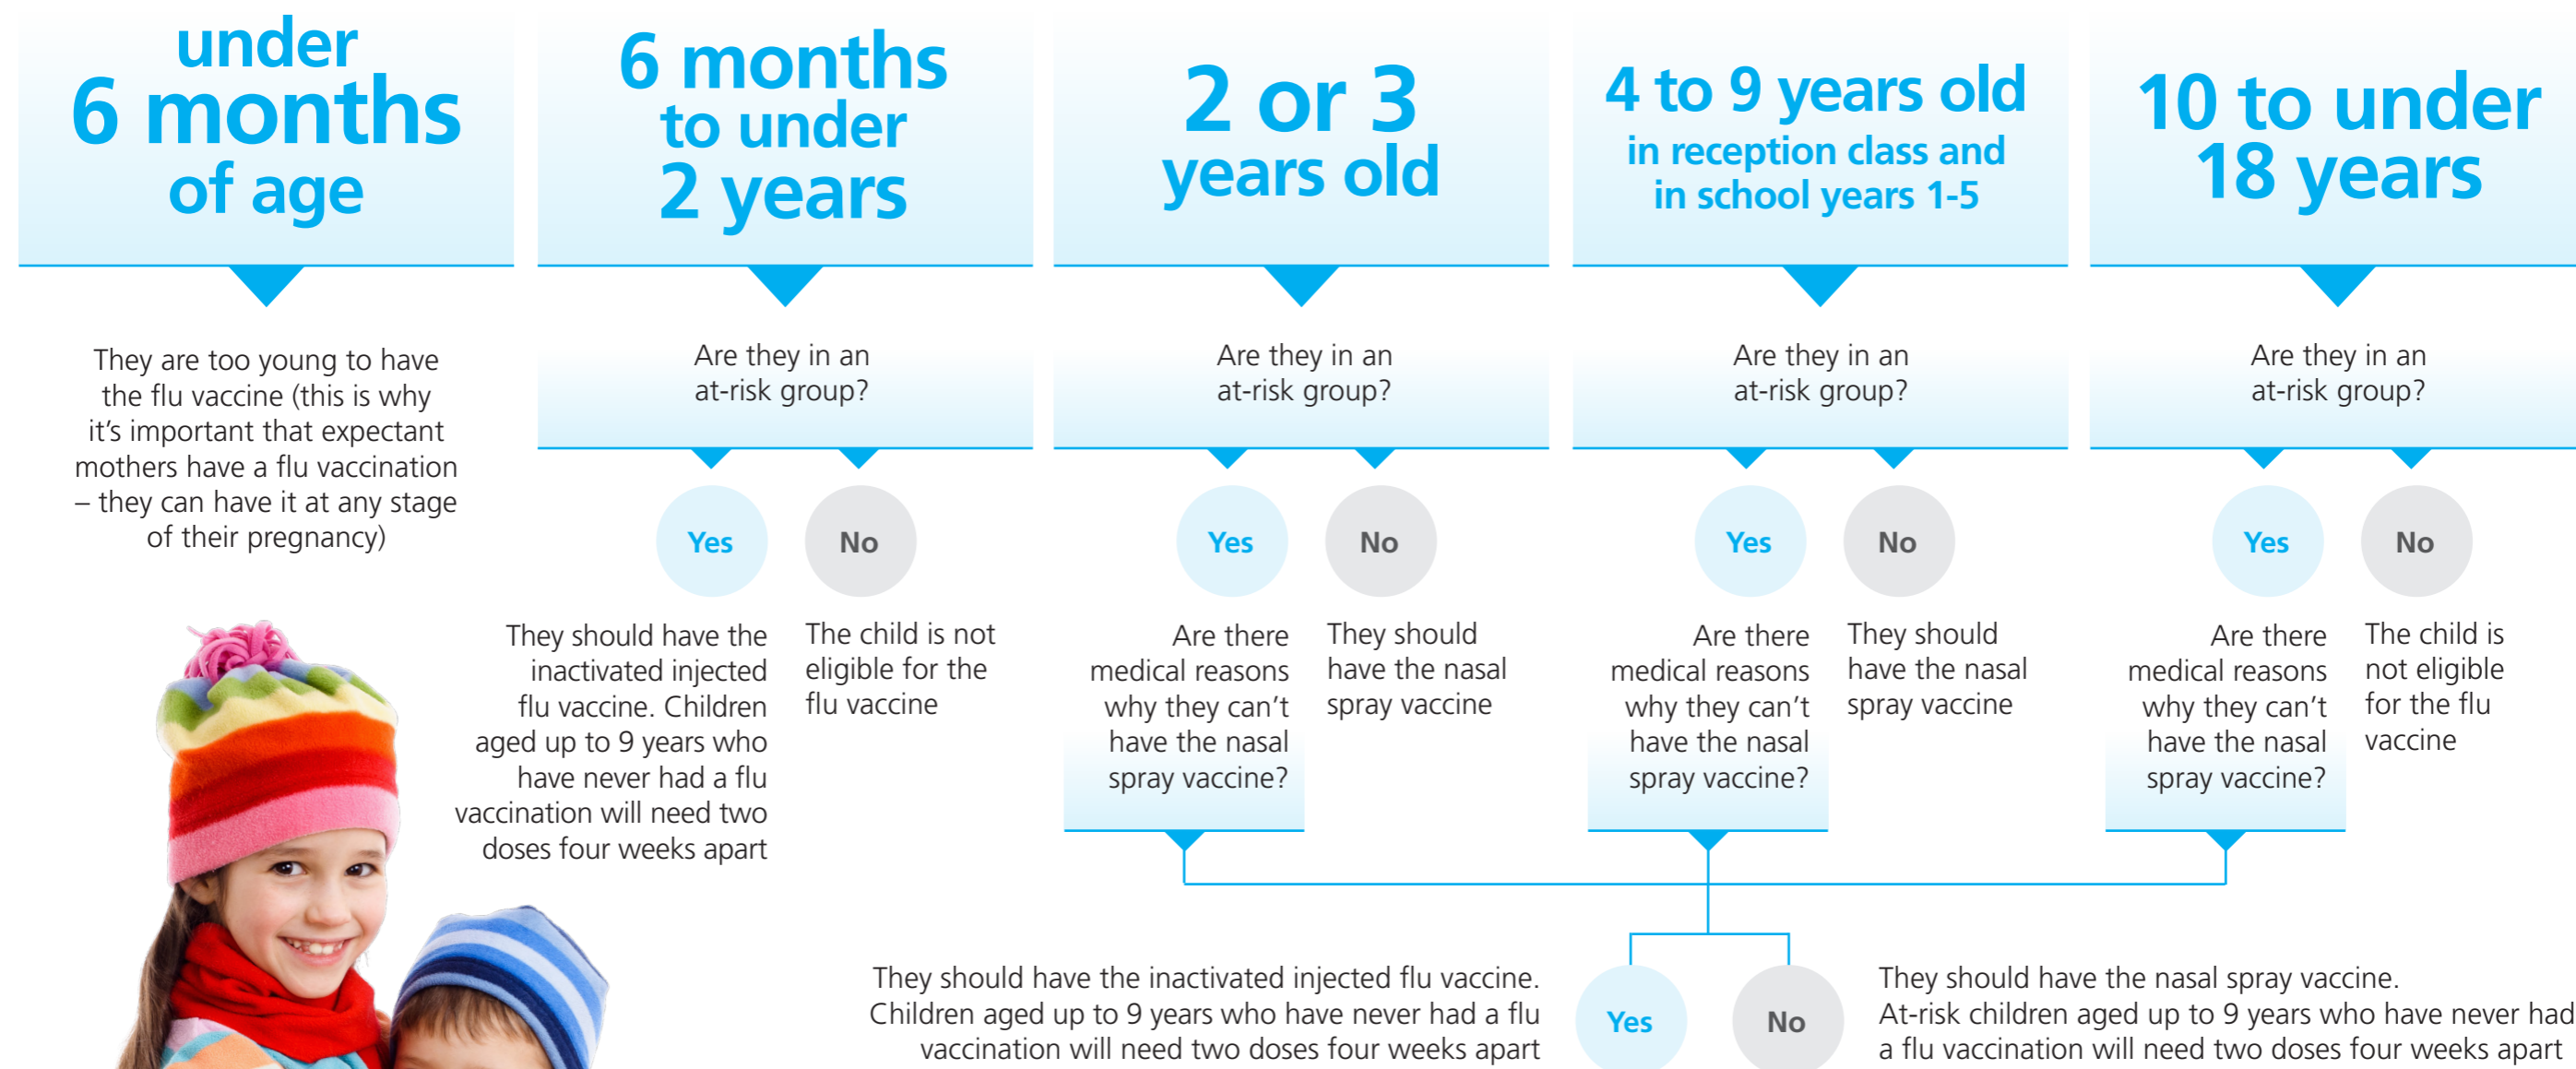 under
6 months
of age
They are too young to have
the flu vaccine (this is why
it’s important that expectant
mothers have a flu vaccination
– they can have it at any stage
of their pregnancy)
6 months
to under
2 years
Are they in an
at-risk group?
Yes
They should have the
inactivated injected
flu vaccine. Children
aged up to 9 years who
have never had a flu
vaccination will need two
doses four weeks apart
No
The child is not
eligible for the
flu vaccine
2 or 3
years old
Are they in an
at-risk group?
Yes
Are there
medical reasons
why they can’t
have the nasal
spray vaccine?
No
They should
have the nasal
spray vaccine
4 to 9 years old
in reception class and
in school years 1-5
Are they in an
at-risk group?
Yes
Are there
medical reasons
why they can’t
have the nasal
spray vaccine?
No
They should
have the nasal
spray vaccine
10 to under
18 years
Are they in an
at-risk group?
Yes
Are there
medical reasons
why they can’t
have the nasal
spray vaccine?
No
The child is
not eligible
for the flu
vaccine
Yes
They should have the inactivated injected flu vaccine.
Children aged up to 9 years who have never had a flu
vaccination will need two doses four weeks apart
No
They should have the nasal spray vaccine.
At-risk children aged up to 9 years who have never had
a flu vaccination will need two doses four weeks apart